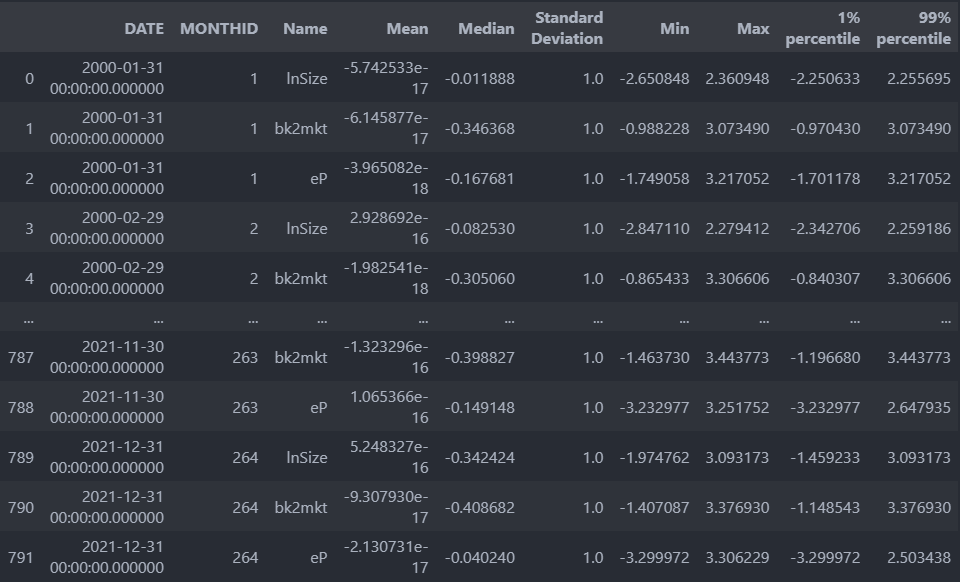 DATE MONTHID Name Mean Median Standard Deviation Min Max 1% percentile 99% percentile
0 2000-01-31 00:00:00.000000 1 lnSize -5.742533e-17 -0.011888 1.0 -2.650848 2.360948 -2.250633 2.255695
1 2000-01-31 00:00:00.000000 1 bk2mkt -6.145877e-17 -0.346368 1.0 -0.988228 3.073490 -0.970430 3.073490
2 2000-01-31 00:00:00.000000 1 eP -3.965082e-18 -0.167681 1.0 -1.749058 3.217052 -1.701178 3.217052
3 2000-02-29 00:00:00.000000 2 lnSize 2.928692e-16 -0.082530 1.0 -2.847110 2.279412 -2.342706 2.259186
4 2000-02-29 00:00:00.000000 2 bk2mkt -1.982541e-18 -0.305060 1.0 -0.865433 3.306606 -0.840307 3.306606
... ... ... ... ... ... ... ... ... ... ...
787 2021-11-30 00:00:00.000000 263 bk2mkt -1.323296e-16 -0.398827 1.0 -1.463730 3.443773 -1.196680 3.443773
788 2021-11-30 00:00:00.000000 263 eP 1.065366e-16 -0.149148 1.0 -3.232977 3.251752 -3.232977 2.647935
789 2021-12-31 00:00:00.000000 264 lnSize 5.248327e-16 -0.342424 1.0 -1.974762 3.093173 -1.459233 3.093173
790 2021-12-31 00:00:00.000000 264 bk2mkt -9.307930e-17 -0.408682 1.0 -1.407087 3.376930 -1.148543 3.376930
791 2021-12-31 00:00:00.000000 264 eP -2.130731e-17 -0.040240 1.0 -3.299972 3.306229 -3.299972 2.503438